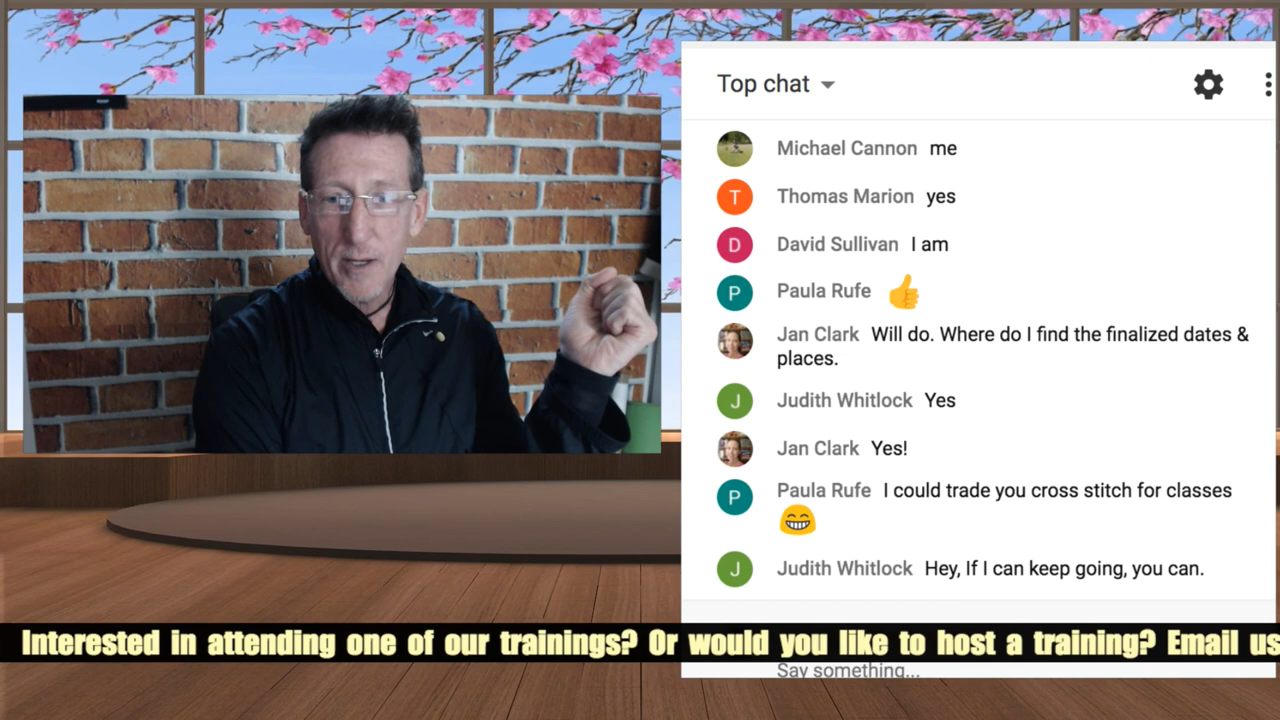 Top chat
Michael Cannon me
T Thomas Marion yes
D David Sullivan I am
P Paula Rufe 👍
Jan Clark Will do. Where do I find the finalized dates &
places.
J Judith Whitlock Yes
Jan Clark Yes!
P Paula Rufe I could trade you cross stitch for classes
😁
J Judith Whitlock Hey, If I can keep going, you can.
Interested in attending one of our trainings? Or would you like to host a training? Email us
Say something...